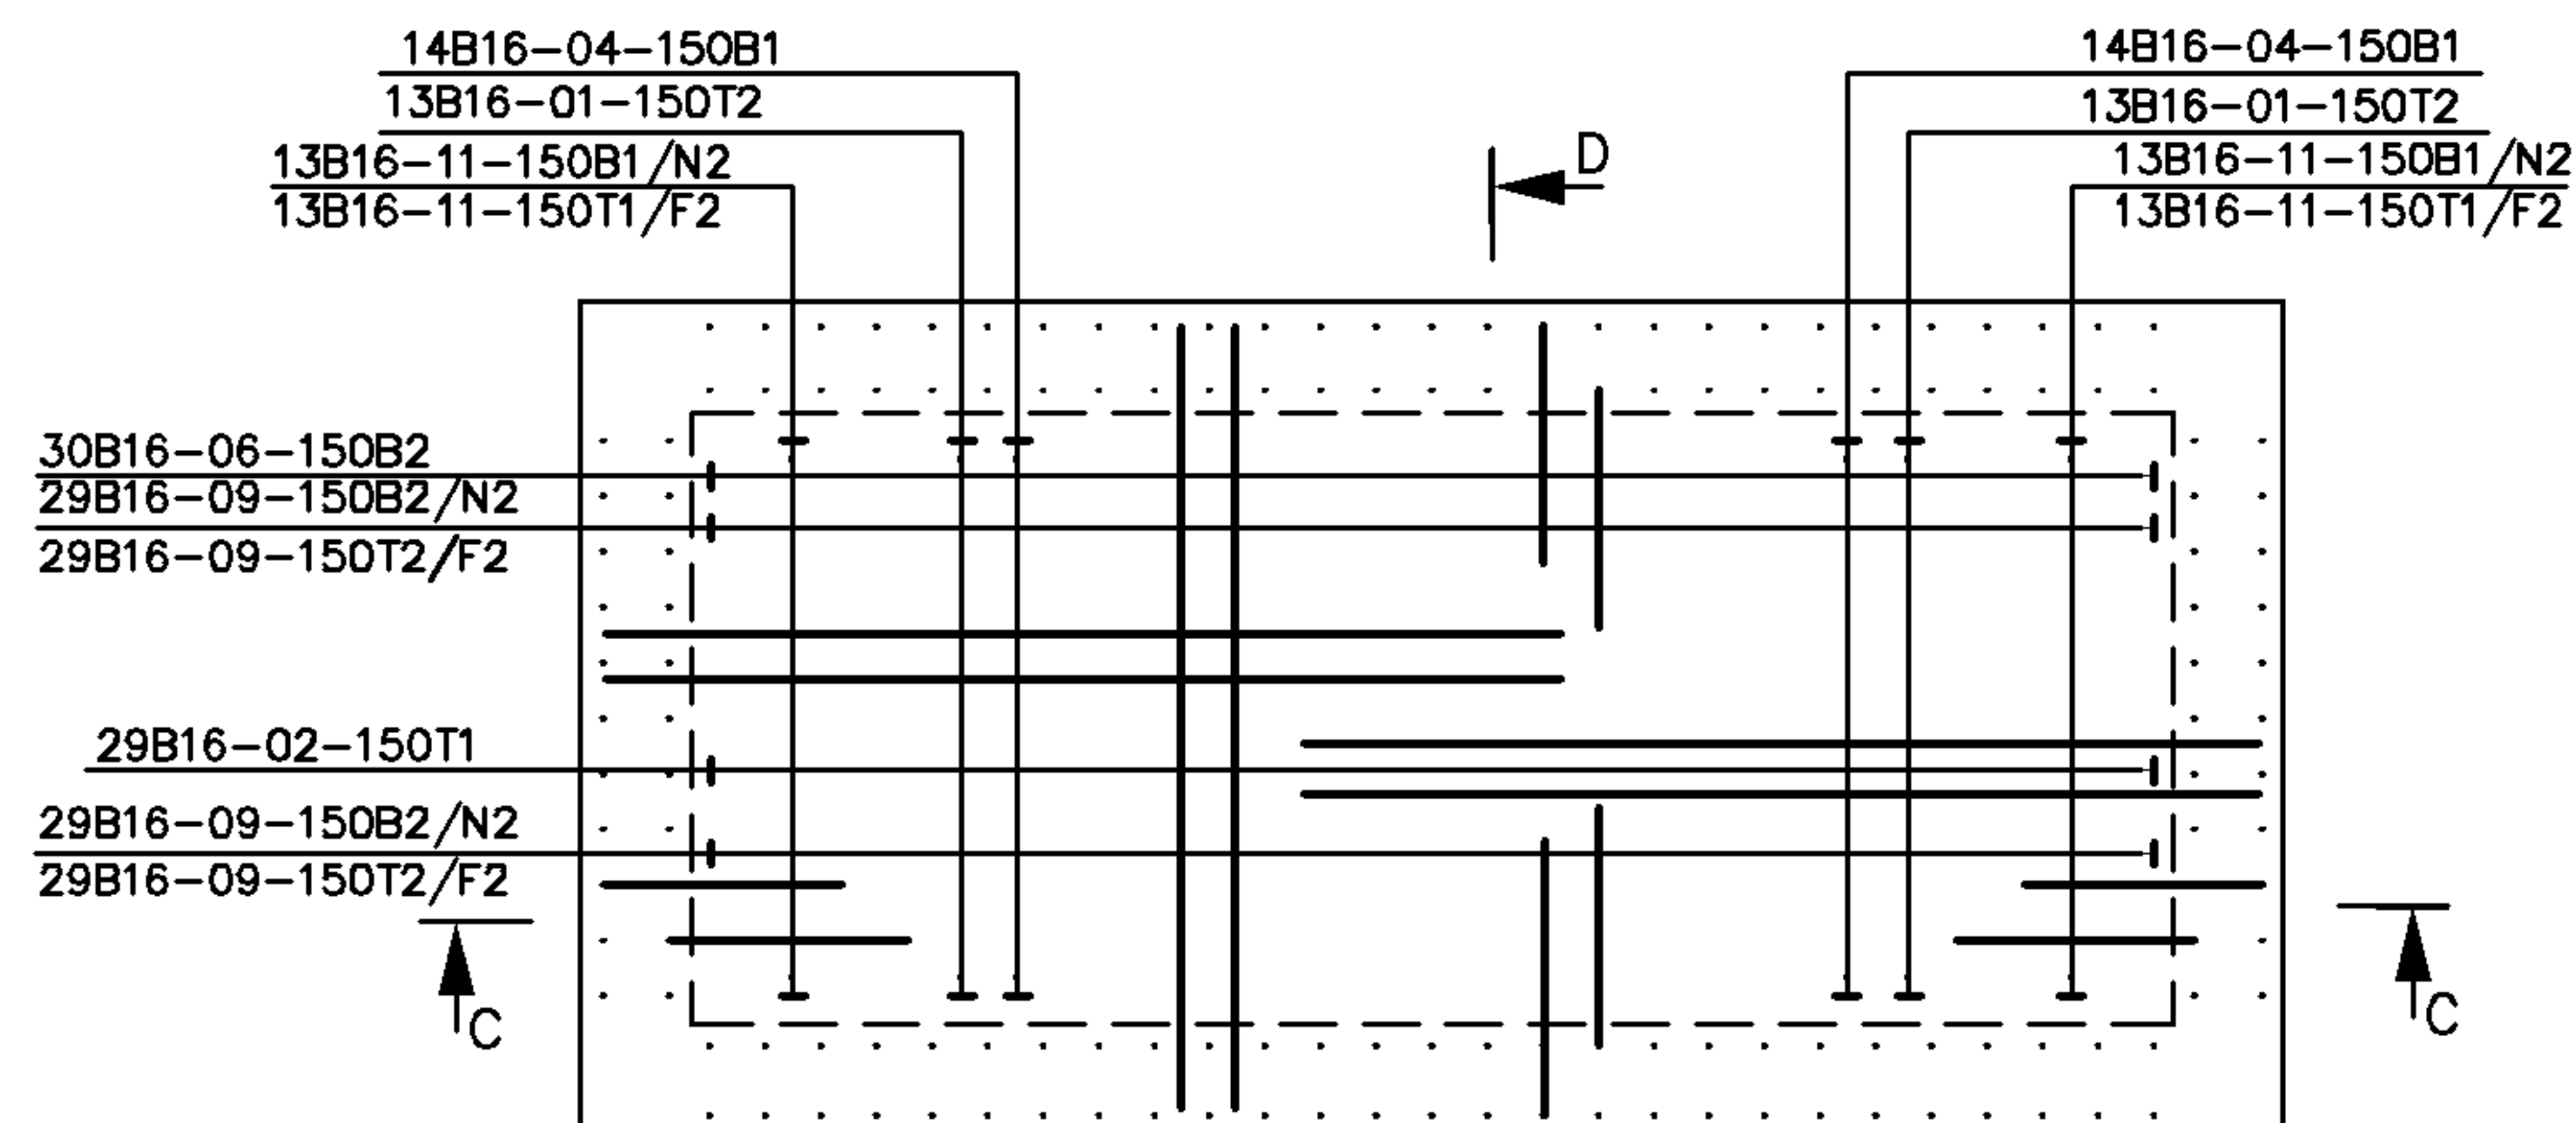 14B16-04-150B1
13B16-01-150T2
13B16-11-150B1/N2
13B16-11-150T1/F2
D
14B16-04-150B1
13B16-01-150T2
13B16-11-150B1/N2
13B16-11-150T1/F2
30B16-06-150B2
29B16-09-150B2/N2
29B16-09-150T2/F2
29B16-02-150T1
29B16-09-150B2/N2
29B16-09-150T2/F2
C
C